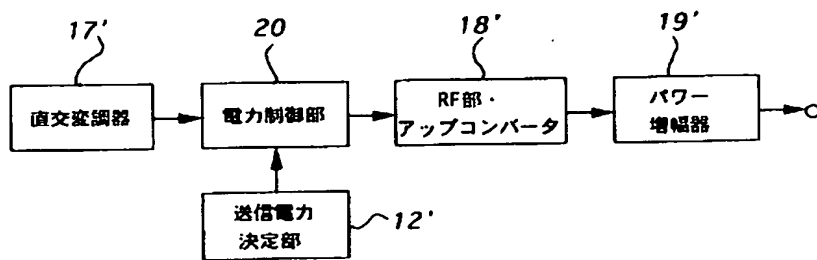 17'
20
18'
19'
直交変調器
電力制御部
RF部・
アップコンバータ
パワー
増幅器
送信電力
決定部
12'